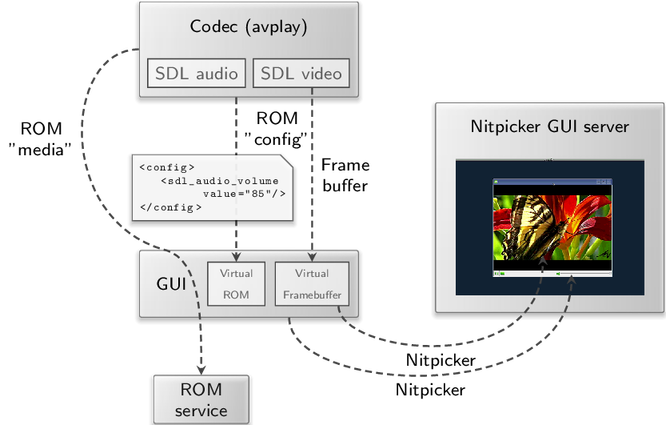 Codec (avplay)
SDL audio
SDL video
ROM
"media"
ROM
"config"
<config>
<sdl_audio_volume
value="85"/>
</config>
Frame
buffer
GUI
Virtual
ROM
Virtual
Framebuffer
ROM
service
Nitpicker GUI server
Nitpicker
Nitpicker